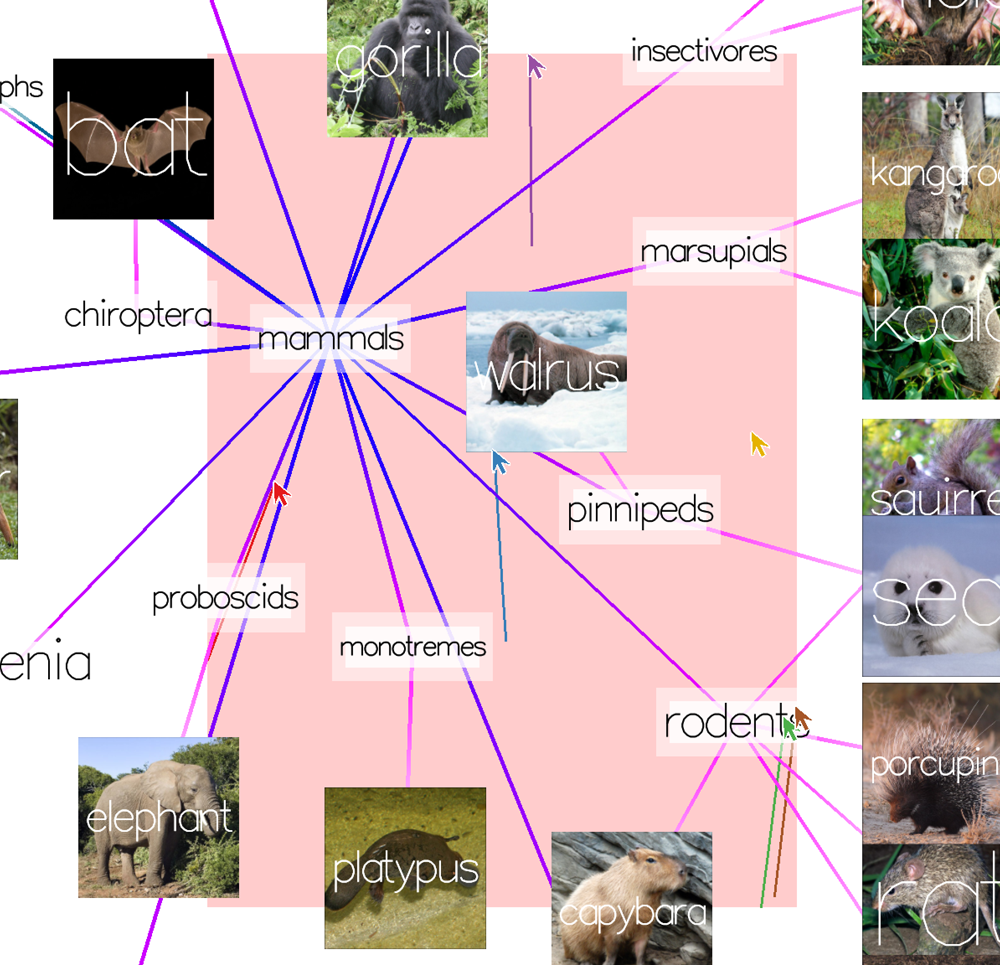 gorilla
insectivores
phs
bat
kangaroo
marsupials
chiroptera
mammals
koala
walrus
squirre
pinnipeds
proboscids
monotremes
enia
rodents
porcupin
elephant
platypus
capybara
rat